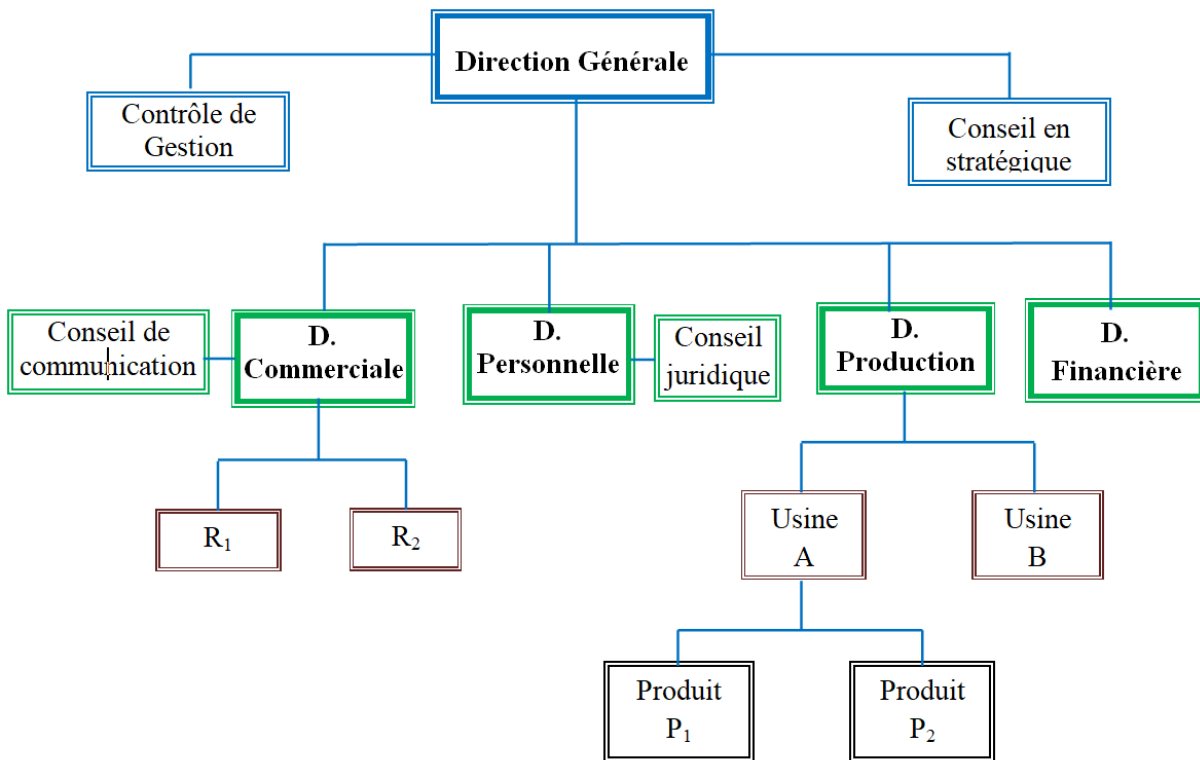 Direction Générale
Contrôle de
Gestion
Conseil en
stratégique
Conseil de
communication
D.
Commerciale
D.
Personnelle
Conseil
juridique
D.
Production
D.
Financière
R₁
R₂
Usine
A
Usine
B
Produit
P₁
Produit
P₂